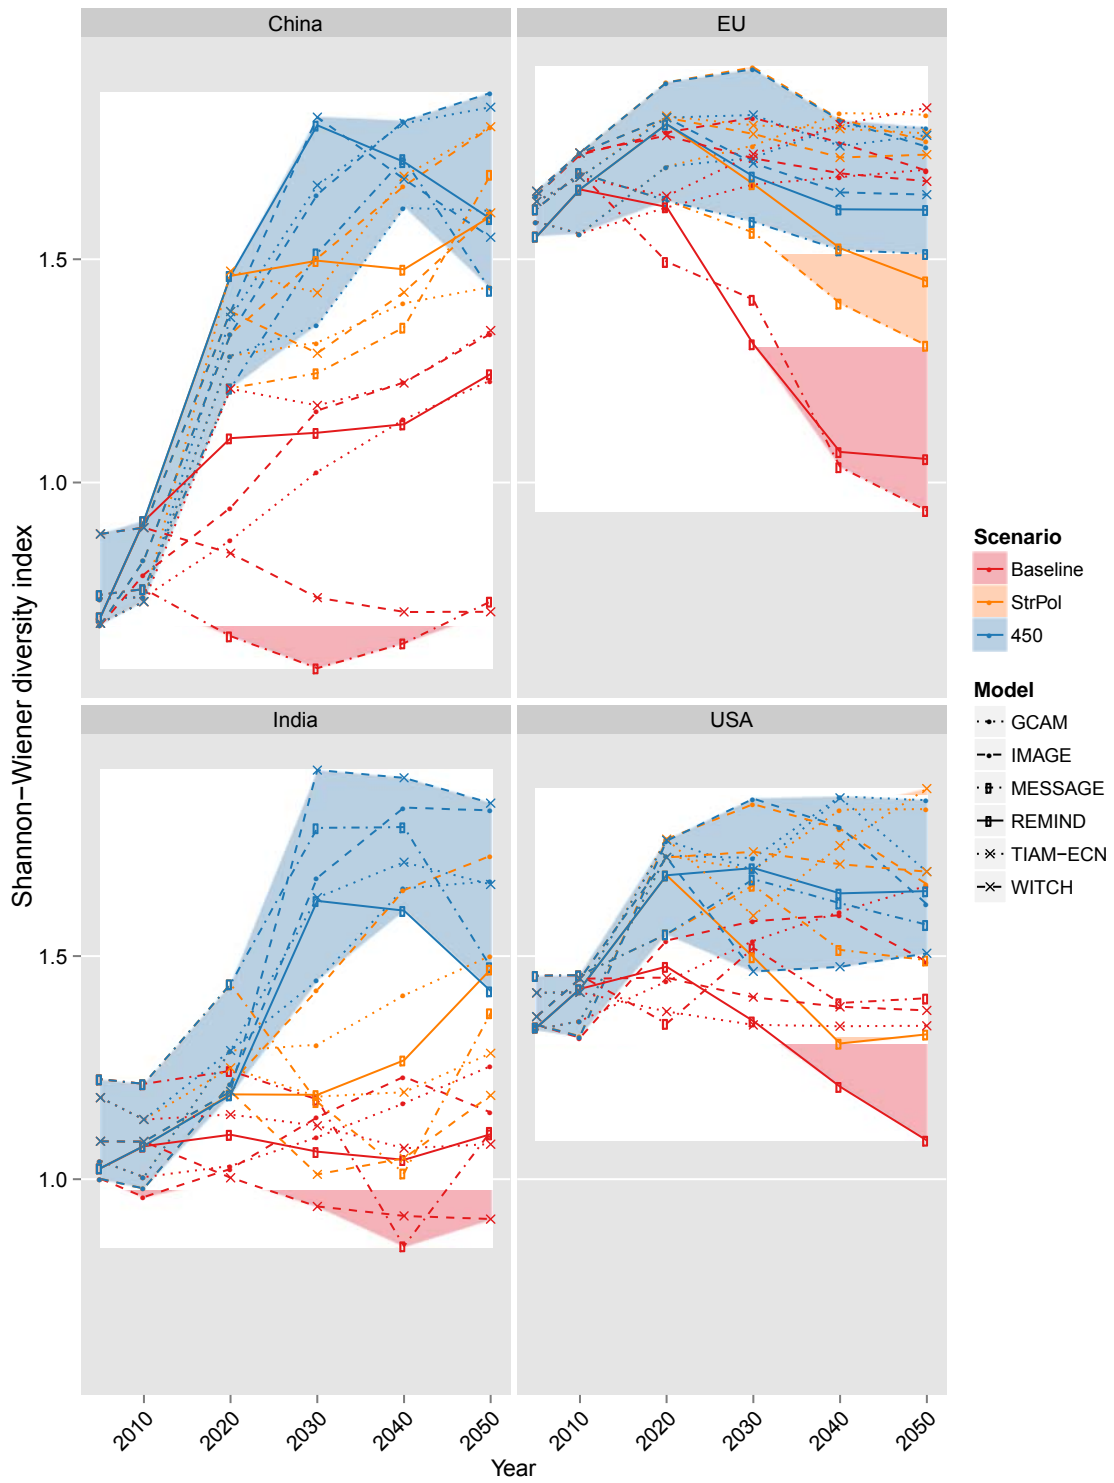 China
EU
1.5
1.0
India
USA
1.5
1.0
2010
2020
2030
2040
2050
2010
2020
2030
2040
2050
Year
Shannon−Wiener diversity index
Scenario
Baseline
StrPol
450
Model
GCAM
IMAGE
MESSAGE
REMIND
TIAM−ECN
WITCH